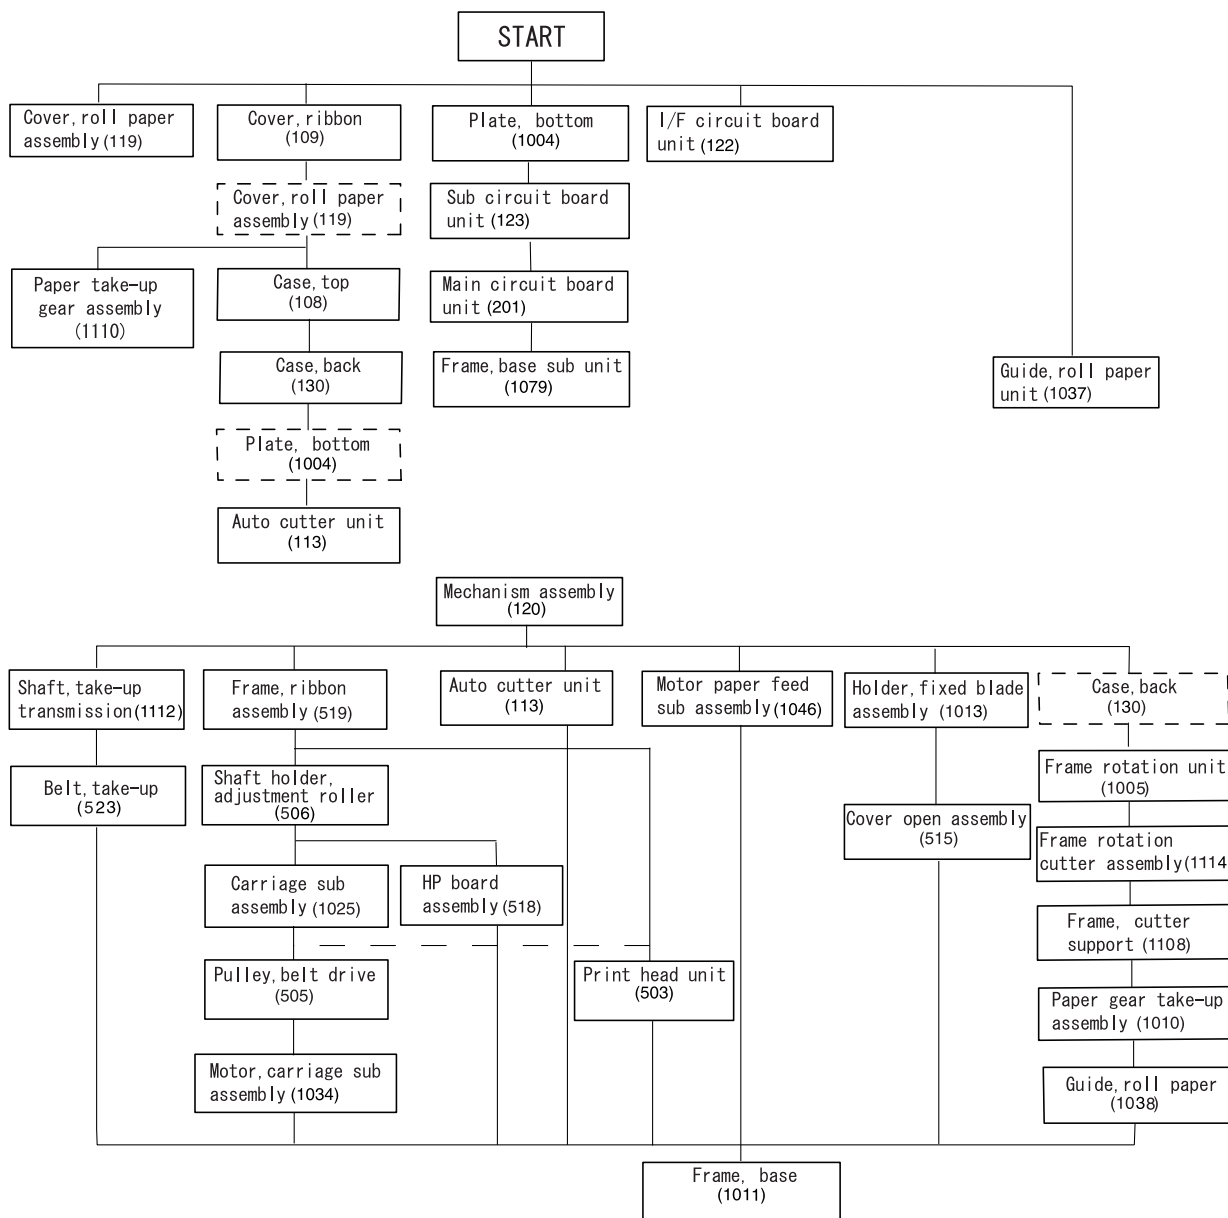 START
Cover, roll paper
assembly (119)
Cover, ribbon
(109)
Plate, bottom
(1004)
I/F circuit board
unit (122)
Cover, roll paper
assembly (119)
Sub circuit board
unit (123)
Paper take-up
gear assembly
(1110)
Case, top
(108)
Main circuit board
unit (201)
Case, back
(130)
Frame, base sub unit
(1079)
Guide, roll paper
unit (1037)
Plate, bottom
(1004)
Auto cutter unit
(113)
Mechanism assembly
(120)
Shaft, take-up
transmission (1112)
Frame, ribbon
assembly (519)
Auto cutter unit
(113)
Motor paper feed
sub assembly (1046)
Holder, fixed blade
assembly (1013)
Case, back
(130)
Belt, take-up
(523)
Shaft holder,
adjustment roller
(506)
Frame rotation unit
(1005)
Cover open assembly
(515)
Frame rotation
cutter assembly (1114)
Carriage sub
assembly (1025)
HP board
assembly (518)
Frame, cutter
support (1108)
Pulley, belt drive
(505)
Print head unit
(503)
Paper gear take-up
assembly (1010)
Motor, carriage sub
assembly (1034)
Guide, roll paper
(1038)
Frame, base
(1011)